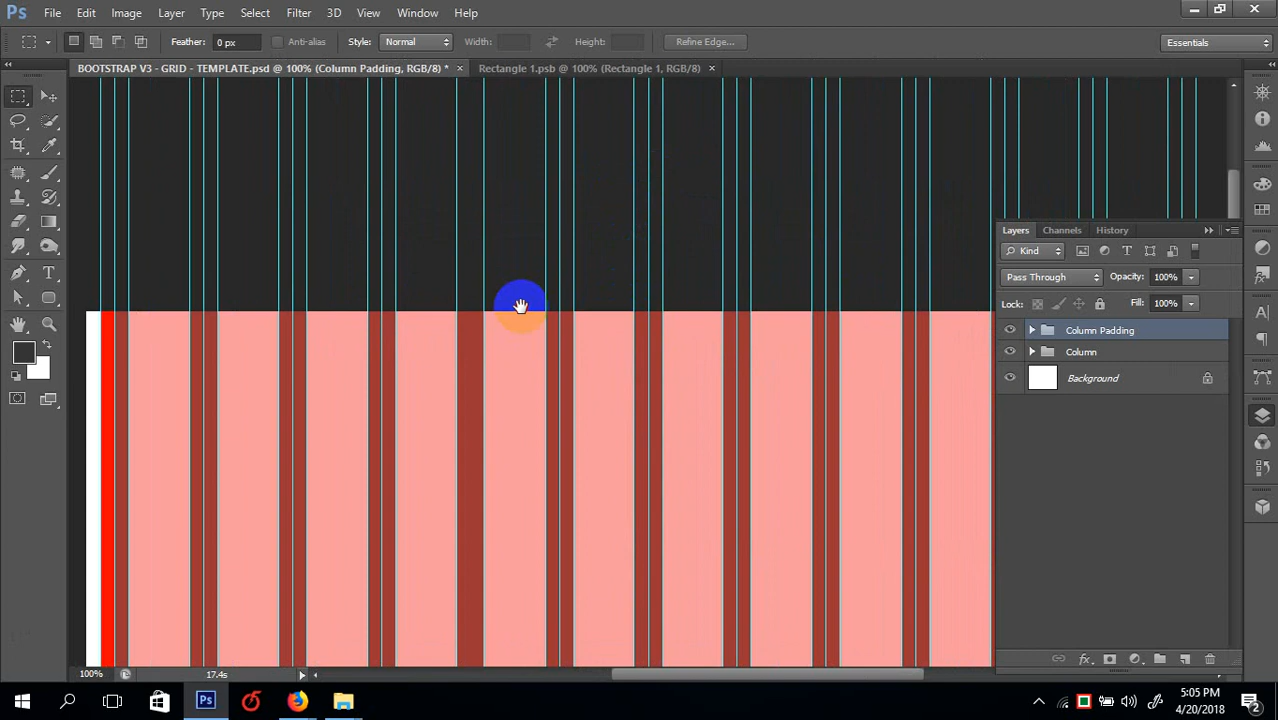 Ps File Edit Image Layer Type Select Filter 3D View Window Help
Feather: 0 px Anti-alias Style: Normal Width: Height: Refine Edge... Essentials
BOOTSTRAP V3 - GRID - TEMPLATE.psd @ 100% (Column Padding, RGB/8) * × Rectangle 1.psb @ 100% (Rectangle 1, RGB/8) ×
Layers Channels History
Kind
Pass Through Opacity: 100%
Lock: Fill: 100%
Column Padding
Column
Background
100% 17.4s
Ps 5:05 PM
4/20/2018
2